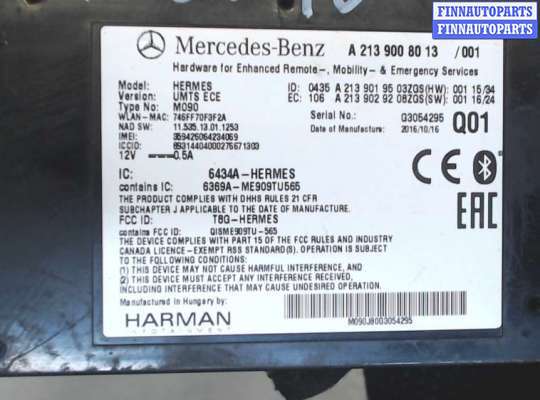 FINNAUTOPARTS
FINNAUTOPARTS
Mercedes-Benz A 213 900 80 13 /001
Hardware for Enhanced Remote-, Mobility- & Emergency Services
Model: HERMES ID: 0435 A 213 901 95 03ZGS(HW): 001 15/34
Version: UMTS ECE EC: 106 A 213 902 92 08ZGS(SW): 001 16/24
Type No: M090
WLAN-MAC: 746FF70F3F2A G3054295 Q01
NAD SW: 11.535.13.01.1253 Date of Manufacture: 2016/10/16
IMEI: 359426064234069
ICCID: 89314404000276671303
12V 0.5A
IC: 6434A-HERMES
contains IC: 6369A-ME909TU565
THE PRODUCT COMPLIES WITH DHHS RULES 21 CFR
SUBCHAPTER J APPLICABLE TO THE DATE OF MANUFACTURE.
FCC ID: T8G-HERMES
contains FCC ID: QISME909TU-565
THE DEVICE COMPLIES WITH PART 15 OF THE FCC RULES AND INDUSTRY
CANADA LICENCE-EXEMPT RSS STANDARD(S). OPERATION IS SUBJECT
TO THE FOLLOWING CONDITIONS:
(1) THIS DEVICE MAY NOT CAUSE HARMFUL INTERFERENCE, AND
(2) THIS DEVICE MUST ACCEPT ANY INTERFERENCE,
INCLUDING INTERFERENCE THAT MAY CAUSE UNDESIRED OPERATION.
CE
EAC
Manufactured in Hungary by:
HARMAN
INFOTAINMENT
M090J8G03054295
FINNAUTOPARTS
FINNAUTOPARTS